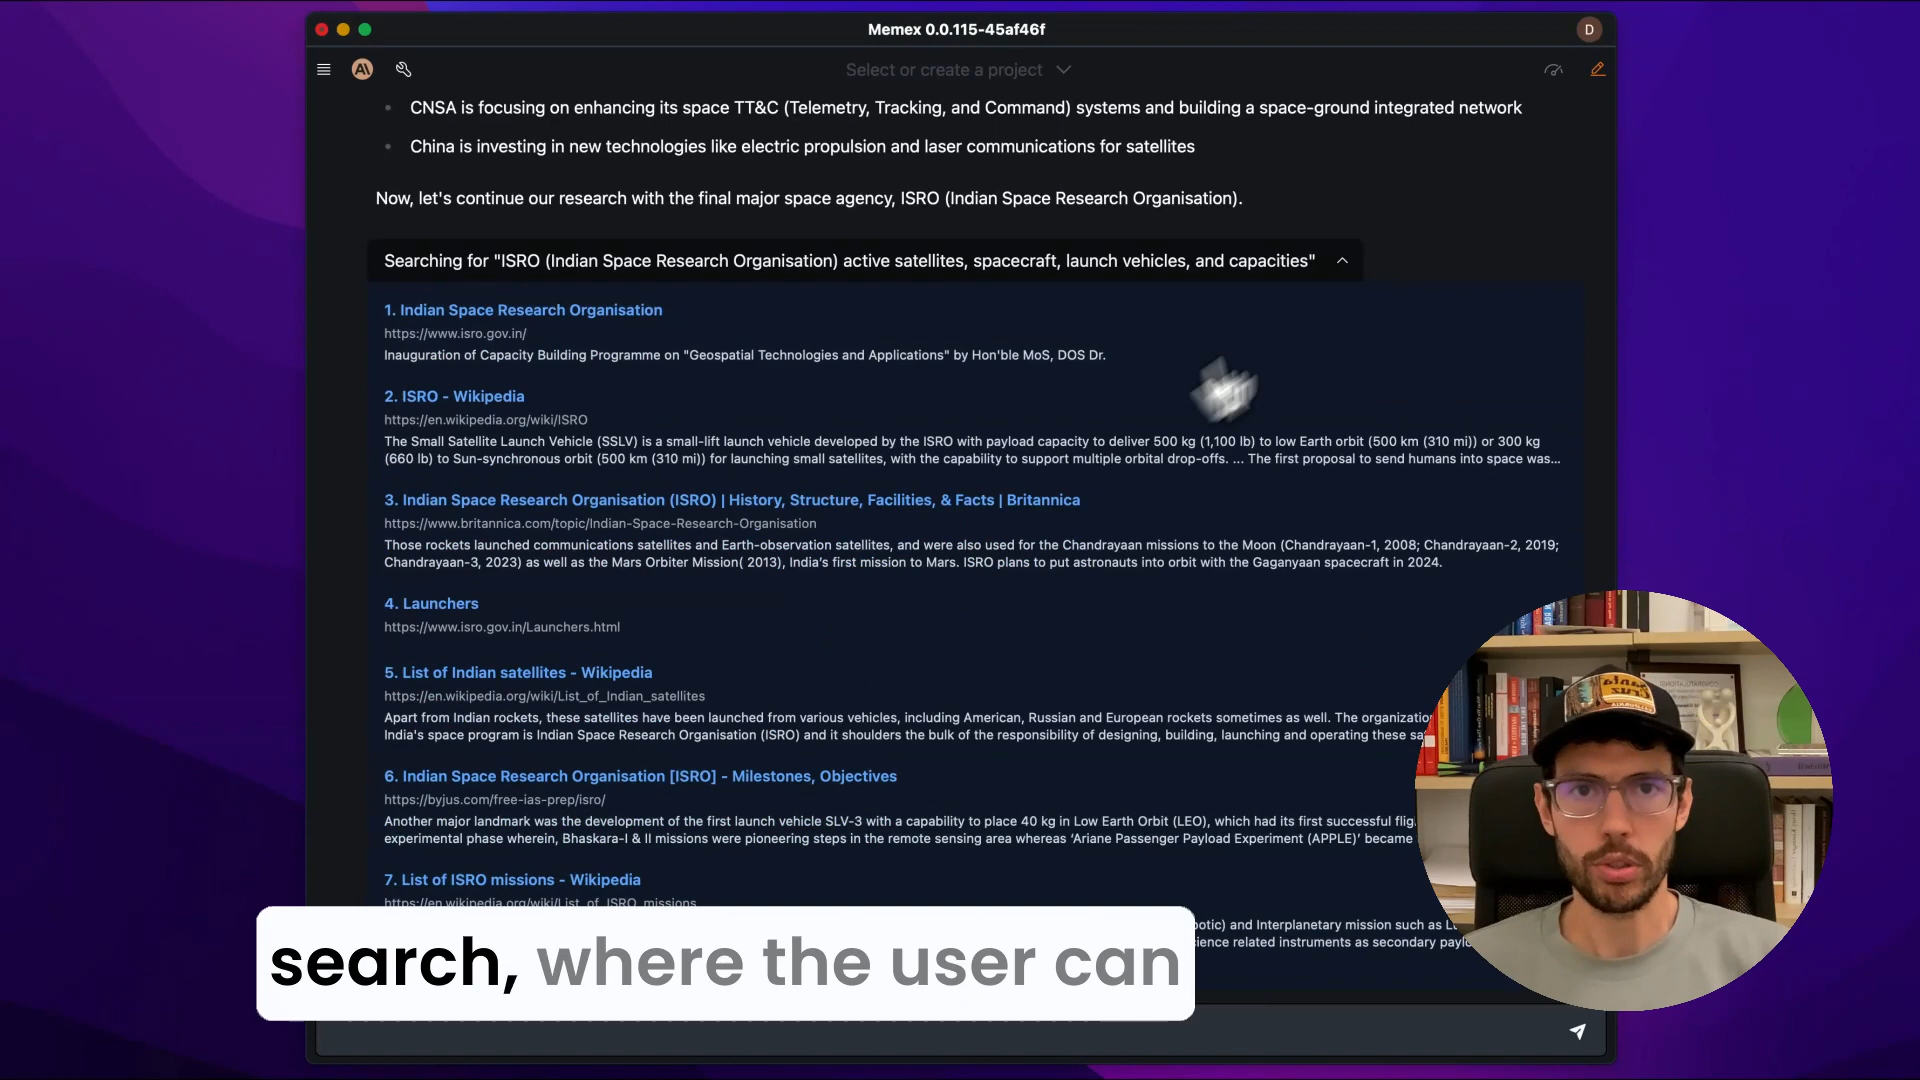 Memex 0.0.115-45af46f
D
Select or create a project
CNSA is focusing on enhancing its space TT&C (Telemetry, Tracking, and Command) systems and building a space-ground integrated network
China is investing in new technologies like electric propulsion and laser communications for satellites
Now, let's continue our research with the final major space agency, ISRO (Indian Space Research Organisation).
Searching for "ISRO (Indian Space Research Organisation) active satellites, spacecraft, launch vehicles, and capacities"
1. Indian Space Research Organisation
https://www.isro.gov.in/
Inauguration of Capacity Building Programme on "Geospatial Technologies and Applications" by Hon'ble MoS, DOS Dr.
2. ISRO - Wikipedia
https://en.wikipedia.org/wiki/ISRO
The Small Satellite Launch Vehicle (SSLV) is a small-lift launch vehicle developed by the ISRO with payload capacity to deliver 500 kg (1,100 lb) to low Earth orbit (500 km (310 mi)) or 300 kg
(660 lb) to Sun-synchronous orbit (500 km (310 mi)) for launching small satellites, with the capability to support multiple orbital drop-offs. ... The first proposal to send humans into space was...
3. Indian Space Research Organisation (ISRO) | History, Structure, Facilities, & Facts | Britannica
https://www.britannica.com/topic/Indian-Space-Research-Organisation
Those rockets launched communications satellites and Earth-observation satellites, and were also used for the Chandrayaan missions to the Moon (Chandrayaan-1, 2008; Chandrayaan-2, 2019;
Chandrayaan-3, 2023) as well as the Mars Orbiter Mission( 2013), India's first mission to Mars. ISRO plans to put astronauts into orbit with the Gaganyaan spacecraft in 2024.
4. Launchers
https://www.isro.gov.in/Launchers.html
5. List of Indian satellites - Wikipedia
https://en.wikipedia.org/wiki/List_of_Indian_satellites
Apart from Indian rockets, these satellites have been launched from various vehicles, including American, Russian and European rockets sometimes as well. The
India's space program is Indian Space Research Organisation (ISRO) and it shoulders the bulk of the responsibility of designing, building, launching and operating these
6. Indian Space Research Organisation [ISRO] - Milestones, Objectives
https://byjus.com/free-ias-prep/isro/
Another major landmark was the development of the first launch vehicle SLV-3 with a capability to place 40 kg in Low Earth Orbit (LEO), which had its first successful
experimental phase wherein, Bhaskara-I & II missions were pioneering steps in the remote sensing area whereas ‘Ariane Passenger Payload Experiment (APPLE)’ became
7. List of ISRO missions - Wikipedia
https://en.wikipedia.org/wiki/List_of_ISRO_missions
and Interplanetary mission such as
related instruments as secondary
search, where the user can
Santa
Cruz